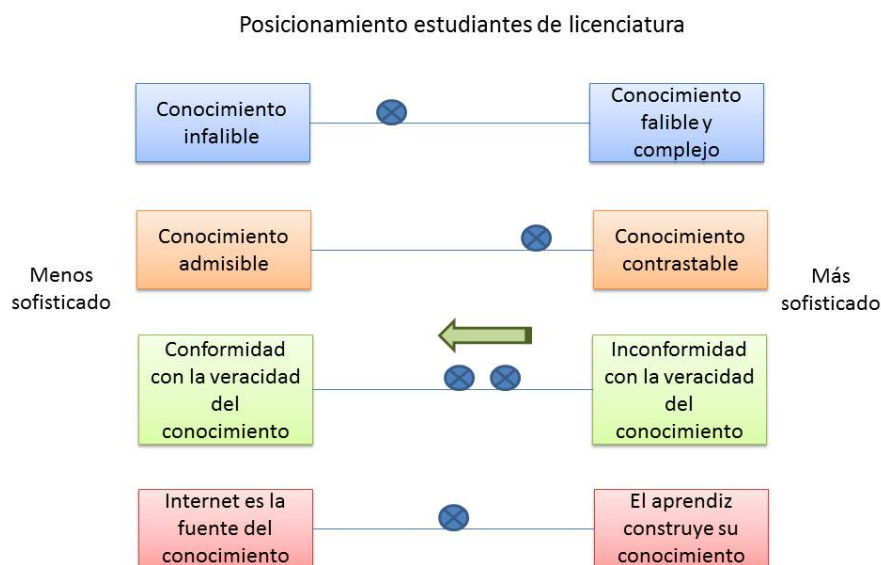 Posicionamiento estudiantes de licenciatura
Conocimiento
infalible
Conocimiento
falible y
complejo
Conocimiento
admisible
Conocimiento
contrastable
Menos
sofisticado
Más
sofisticado
Conformidad
con la veracidad
del
conocimiento
Inconformidad
con la veracidad
del
conocimiento
Internet es la
fuente del
conocimiento
El aprendiz
construye su
conocimiento